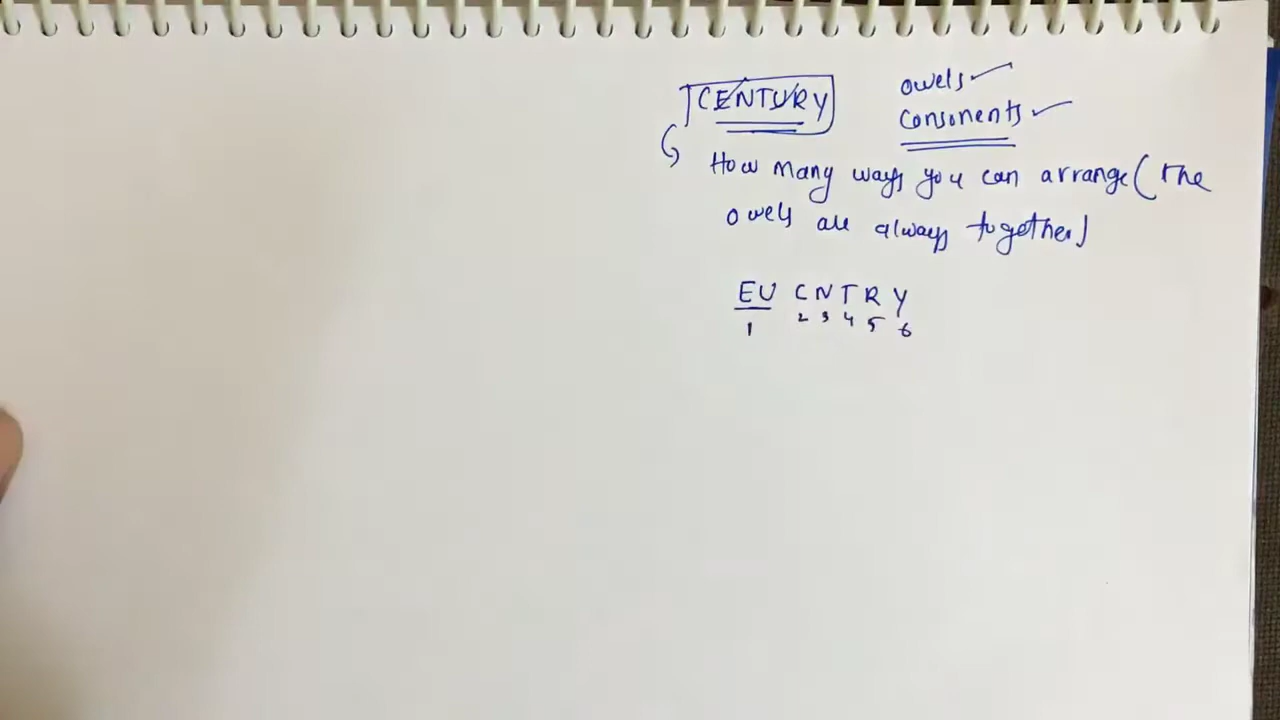 CENTURY
owels
Consonents
How many ways you can arrange (The
owels are always together)
EU C N T R Y
1 2 3 4 5 6